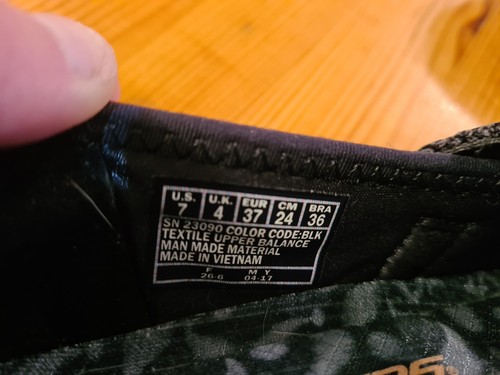 U.S. U.K. EUR CM BRA
7 4 37 24 36
SN 23090 COLOR CODE:BLK
TEXTILE UPPER BALANCE
MAN MADE MATERIAL
MADE IN VIETNAM
F M Y
26-6 04-17